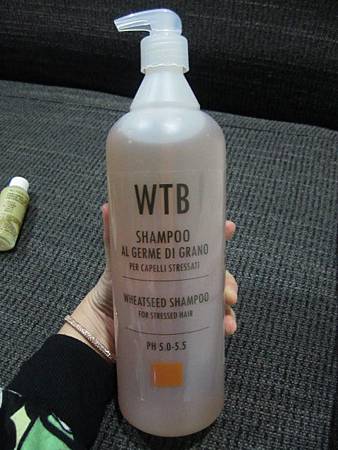 WTB
SHAMPOO
AL GERME DI GRANO
PER CAPELLI STRESSATI
WHEATSEED SHAMPOO
FOR STRESSED HAIR
PH 5.0-5.5